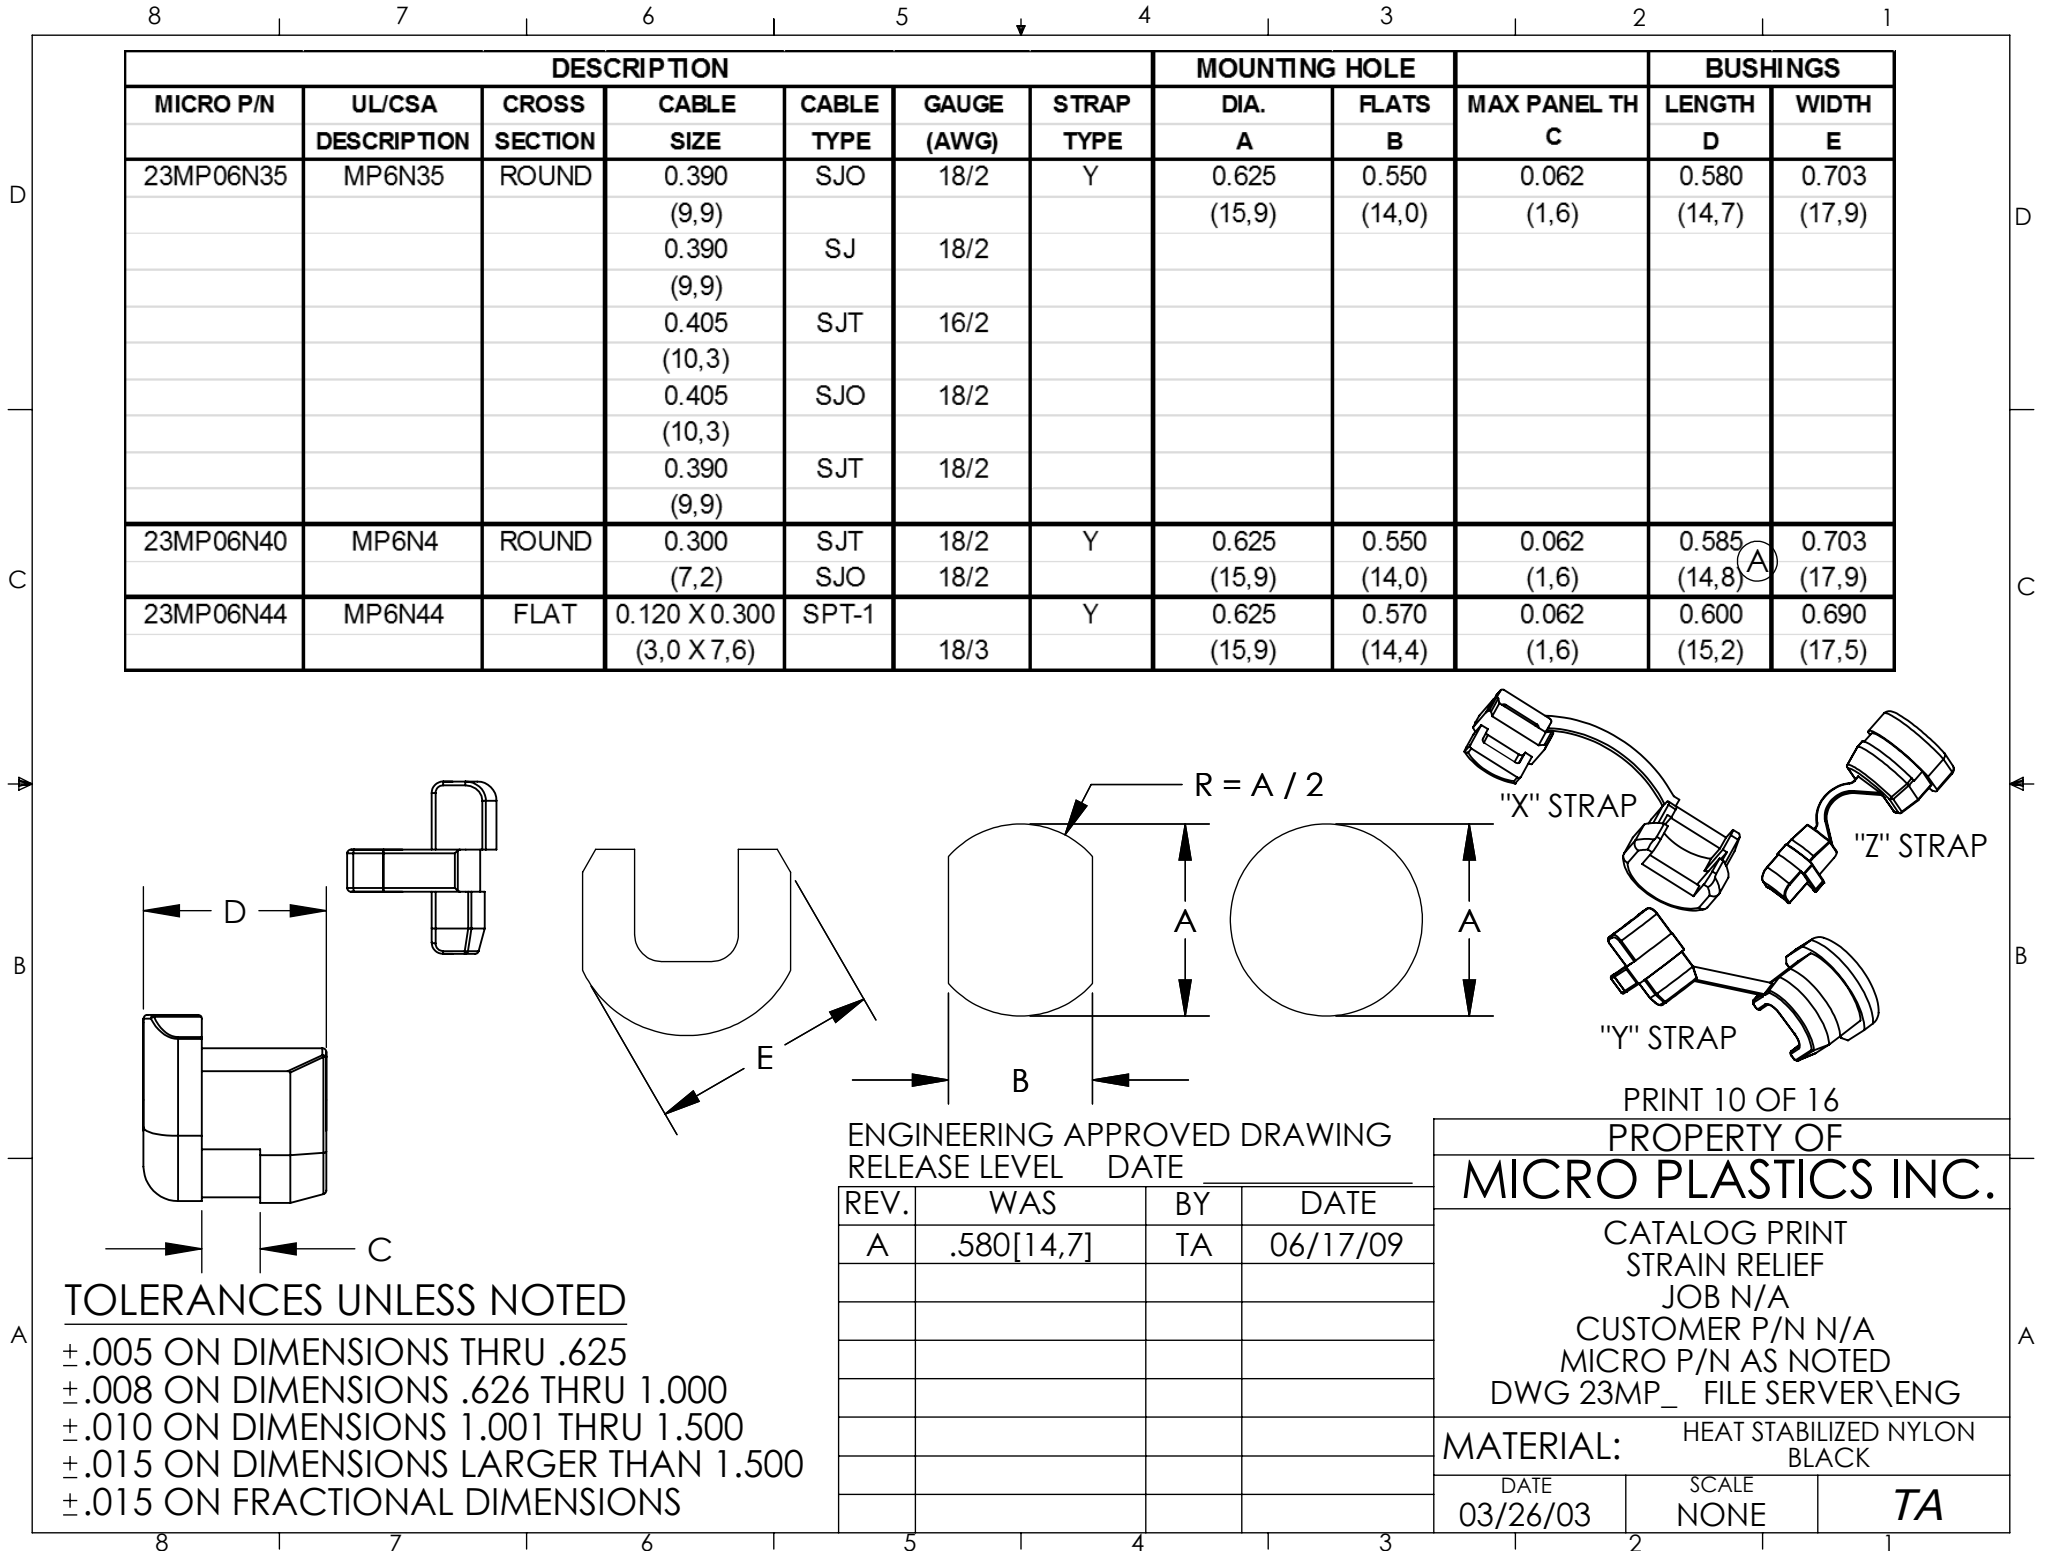 8 7 6 5 4 3 2 1
DESCRIPTION MOUNTING HOLE BUSHINGS
MICRO P/N UL/CSA CROSS CABLE CABLE GAUGE STRAP DIA. FLATS MAX PANEL TH LENGTH WIDTH
DESCRIPTION SECTION SIZE TYPE (AWG) TYPE A B C D E
23MP06N35 MP6N35 ROUND 0.390 SJO 18/2 Y 0.625 0.550 0.062 0.580 0.703
(9,9) (15,9) (14,0) (1,6) (14,7) (17,9)
0.390 SJ 18/2
(9,9)
0.405 SJT 16/2
(10,3)
0.405 SJO 18/2
(10,3)
0.390 SJT 18/2
(9,9)
23MP06N40 MP6N4 ROUND 0.300 SJT 18/2 Y 0.625 0.550 0.062 0.585 0.703
A
(7,2) SJO 18/2 (15,9) (14,0) (1,6) (14,8) (17,9)
23MP06N44 MP6N44 FLAT 0.120 X 0.300 SPT-1 Y 0.625 0.570 0.062 0.600 0.690
(3,0 X 7,6) 18/3 (15,9) (14,4) (1,6) (15,2) (17,5)
D D
C C
B B
A A
R = A / 2
"X" STRAP
"Z" STRAP
"Y" STRAP
D
A
A
E
B
C
PRINT 10 OF 16
ENGINEERING APPROVED DRAWING
RELEASE LEVEL DATE
REV. WAS BY DATE
A .580[14,7] TA 06/17/09
PROPERTY OF
MICRO PLASTICS INC.
CATALOG PRINT
STRAIN RELIEF
JOB N/A
CUSTOMER P/N N/A
MICRO P/N AS NOTED
DWG 23MP_ FILE SERVER\ENG
MATERIAL: HEAT STABILIZED NYLON
BLACK
DATE SCALE
03/26/03 NONE TA
TOLERANCES UNLESS NOTED
±.005 ON DIMENSIONS THRU .625
±.008 ON DIMENSIONS .626 THRU 1.000
±.010 ON DIMENSIONS 1.001 THRU 1.500
±.015 ON DIMENSIONS LARGER THAN 1.500
±.015 ON FRACTIONAL DIMENSIONS
8 7 6 5 4 3 2 1